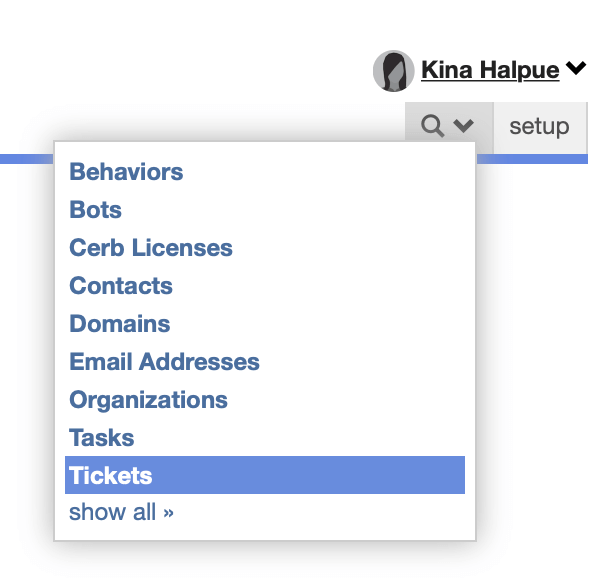 Kina Halpue
setup
Behaviors
Bots
Cerb Licenses
Contacts
Domains
Email Addresses
Organizations
Tasks
Tickets
show all »